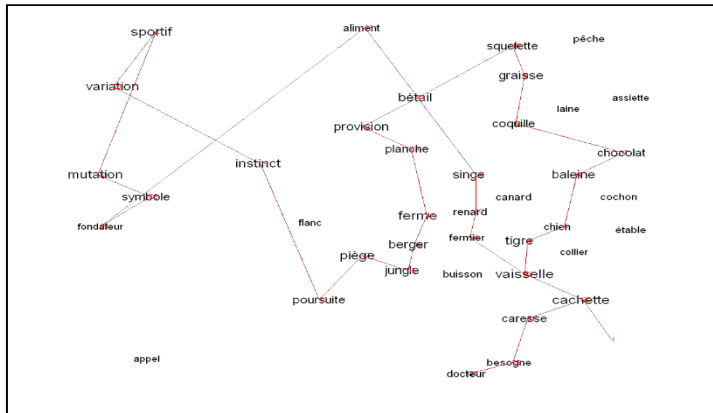 aliment
sportif
squelette
pêche
graisse
variation
bétail
assiette
laine
provision
coquille
planche
chocolat
instinct
mutation
singe
baleine
symbole
canard
cochon
renard
ferme
fondateur
flanc
chien
étable
fermier
tigre
berger
collier
piège
jungle
buisson
vaisselle
poursuite
cachette
caresse
appel
besogne
docteur